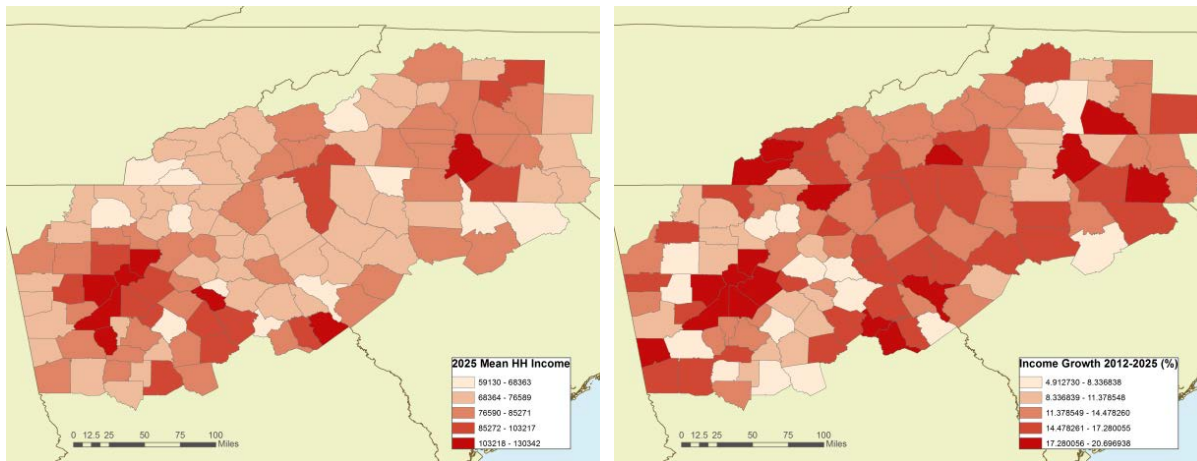 2025 Mean HH Income
59130 - 68363
68364 - 76589
76590 - 85271
85272 - 103217
103218 - 130342
0 12.5 25 50 75 100
Miles
Income Growth 2012-2025 (%)
4.912730 - 8.336838
8.336839 - 11.378548
11.378549 - 14.478260
14.478261 - 17.280055
17.280056 - 20.696938
0 12.5 25 50 75 100
Miles